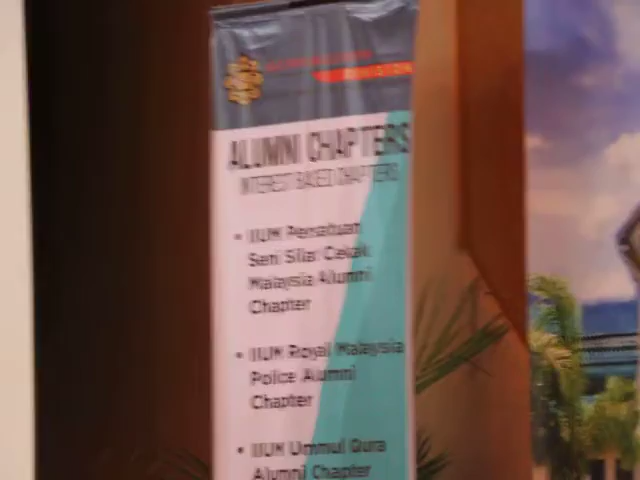 ALUMNI CHAPTERS
INTEREST BASED CHAPTERS
• IIUM Persatuan
Seni Silat Cekak
Malaysia Alumni
Chapter
• IIUM Royal Malaysia
Police Alumni
Chapter
• IIUM Ummul Qura
Alumni Chapter